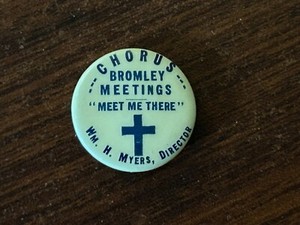 --- CHORUS ---
BROMLEY
MEETINGS
"MEET ME THERE"
WM. H. MYERS, DIRECTOR